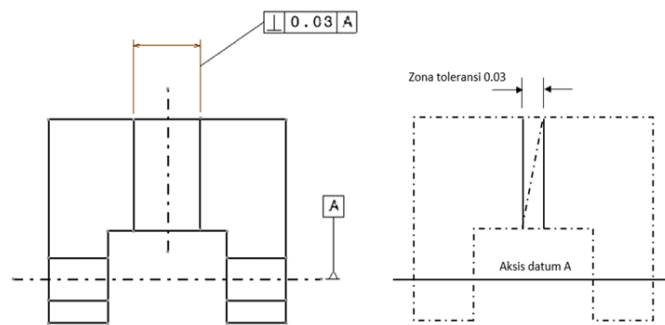 ⊥ 0.03 A
Zona toleransi 0.03
A
Aksis datum A